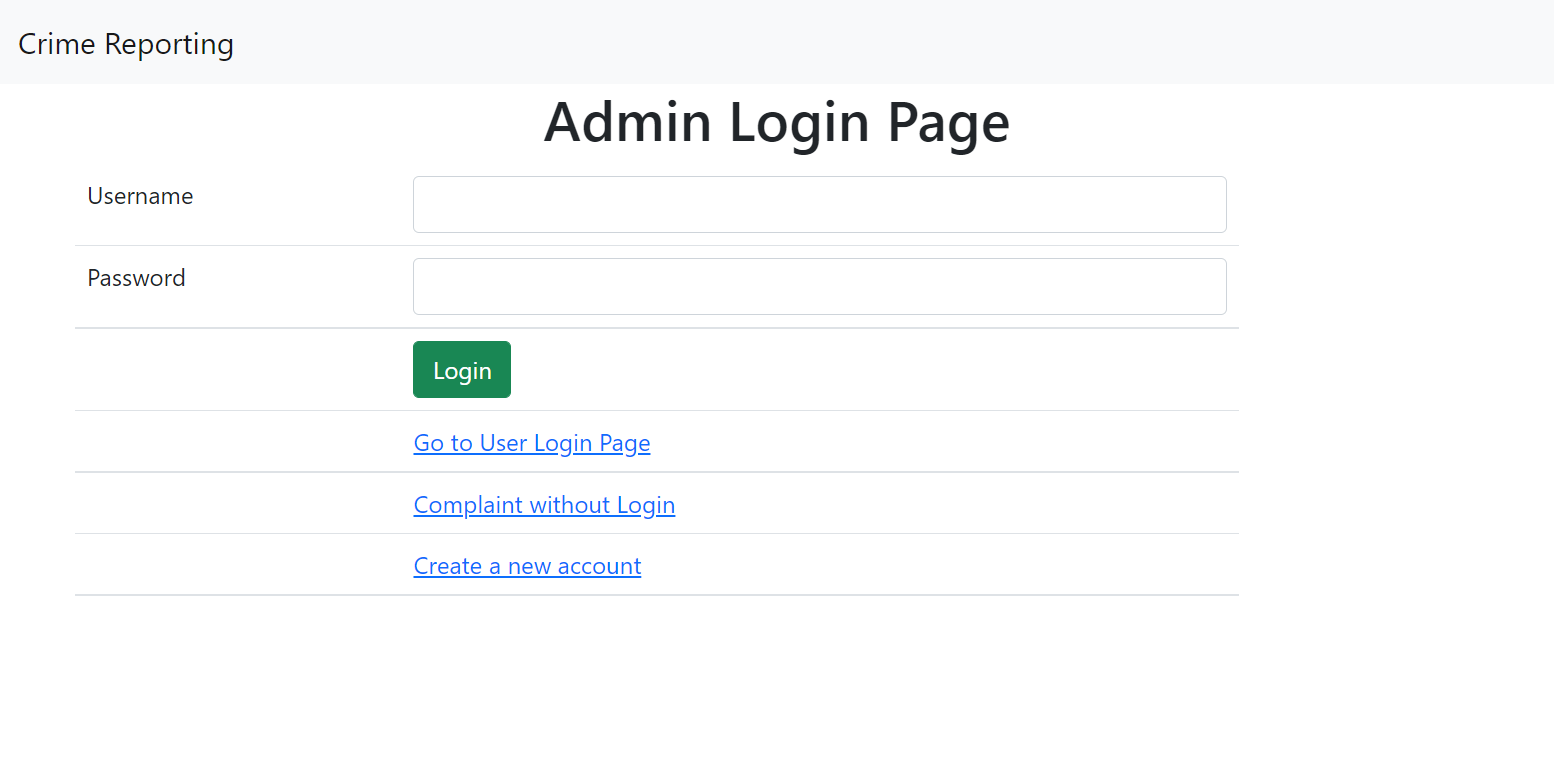 Crime Reporting
Admin Login Page
Username
Password
Login
Go to User Login Page
Complaint without Login
Create a new account